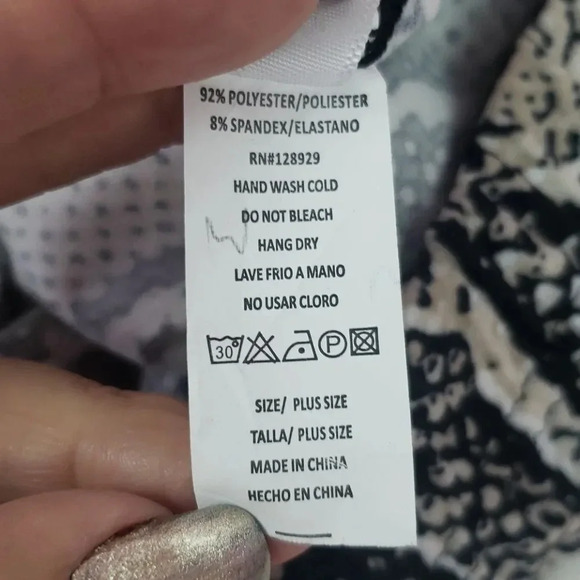 92% POLYESTER/POLIESTER
8% SPANDEX/ELASTANO
RN#128929
HAND WASH COLD
DO NOT BLEACH
HANG DRY
LAVE FRIO A MANO
NO USAR CLORO
30° P
SIZE/ PLUS SIZE
TALLA/ PLUS SIZE
MADE IN CHINA
HECHO EN CHINA